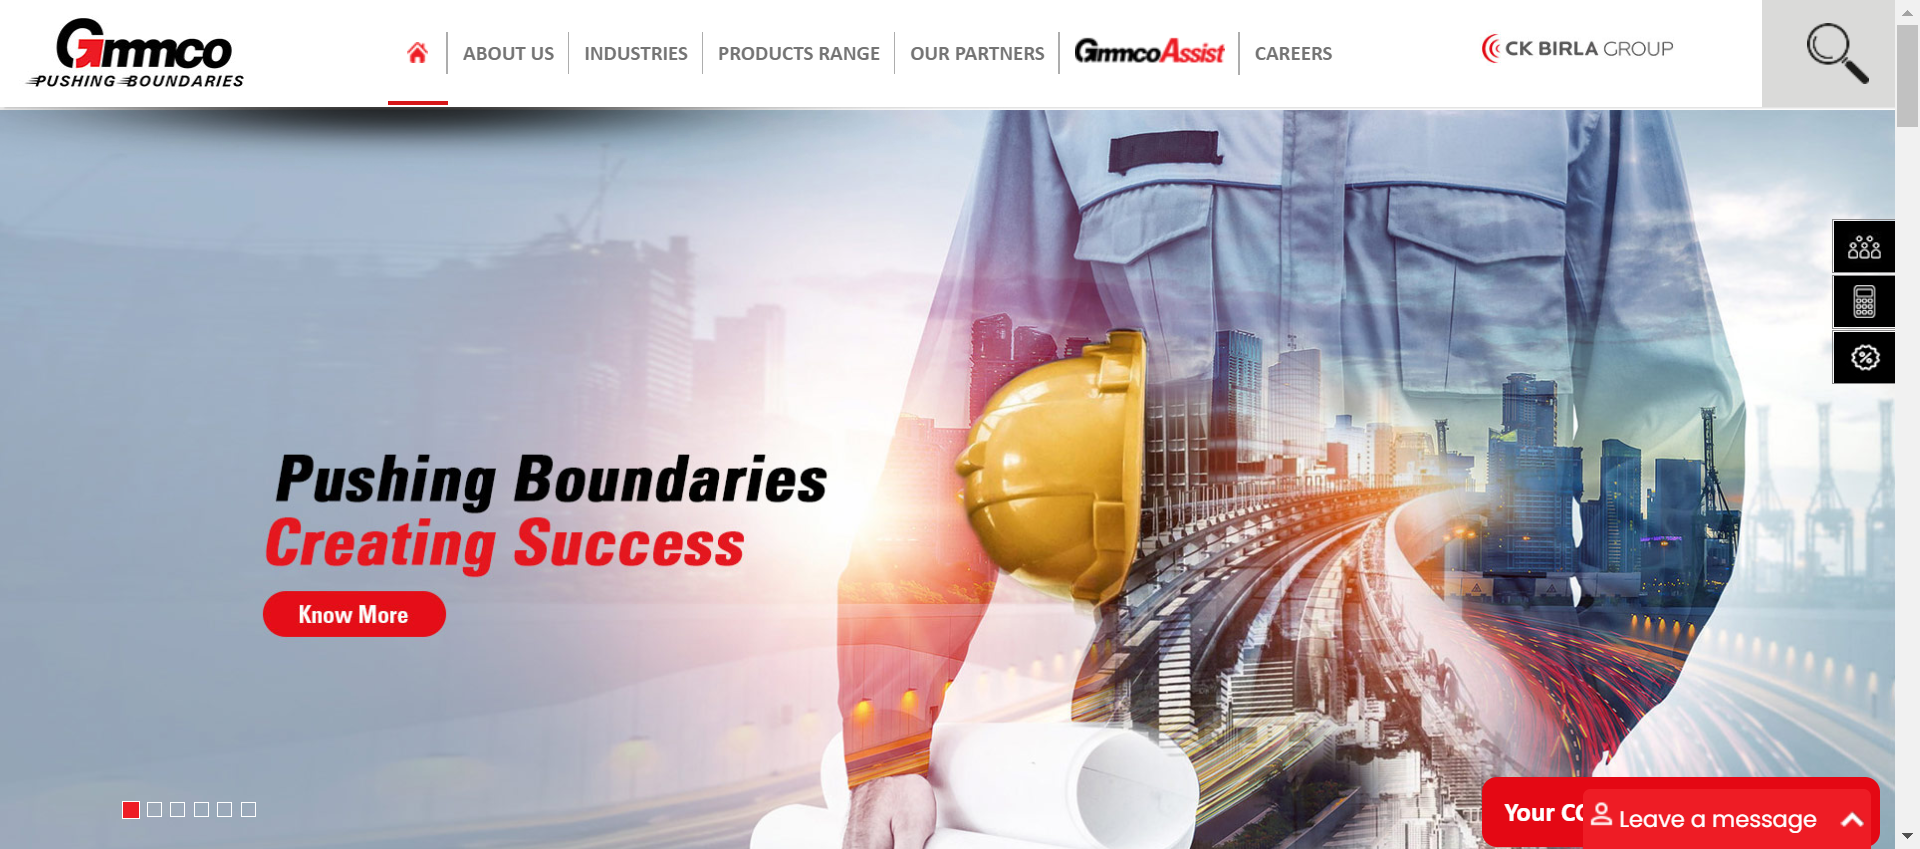 Gmmco
PUSHING BOUNDARIES
ABOUT US
INDUSTRIES
PRODUCTS RANGE
OUR PARTNERS
GmmcoAssist
CAREERS
CK BIRLA GROUP
Pushing Boundaries
Creating Success
Know More
Your
Leave a message